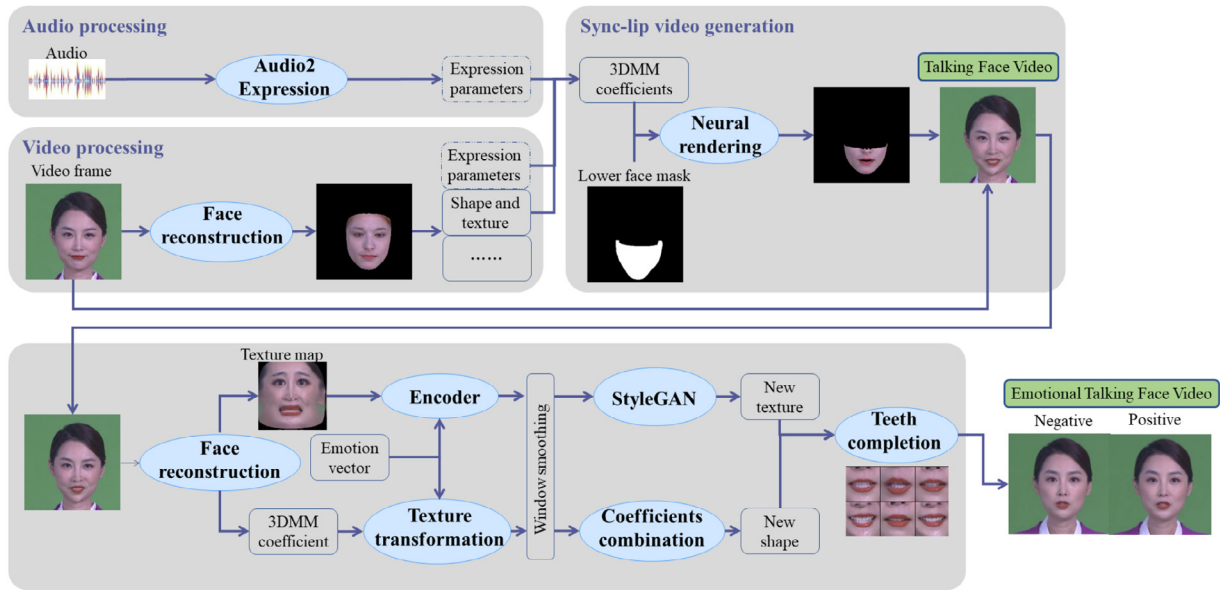 Audio processing
Audio
Audio2
Expression
Expression
parameters
Video processing
Video frame
Face
reconstruction
Expression
parameters
Shape and
texture
......
Sync-lip video generation
3DMM
coefficients
Neural
rendering
Lower face mask
Talking Face Video
Texture map
Face
reconstruction
Encoder
Emotion
vector
3DMM
coefficient
Texture
transformation
Window smoothing
StyleGAN
Coefficients
combination
New
texture
New
shape
Teeth
completion
Emotional Talking Face Video
Negative
Positive